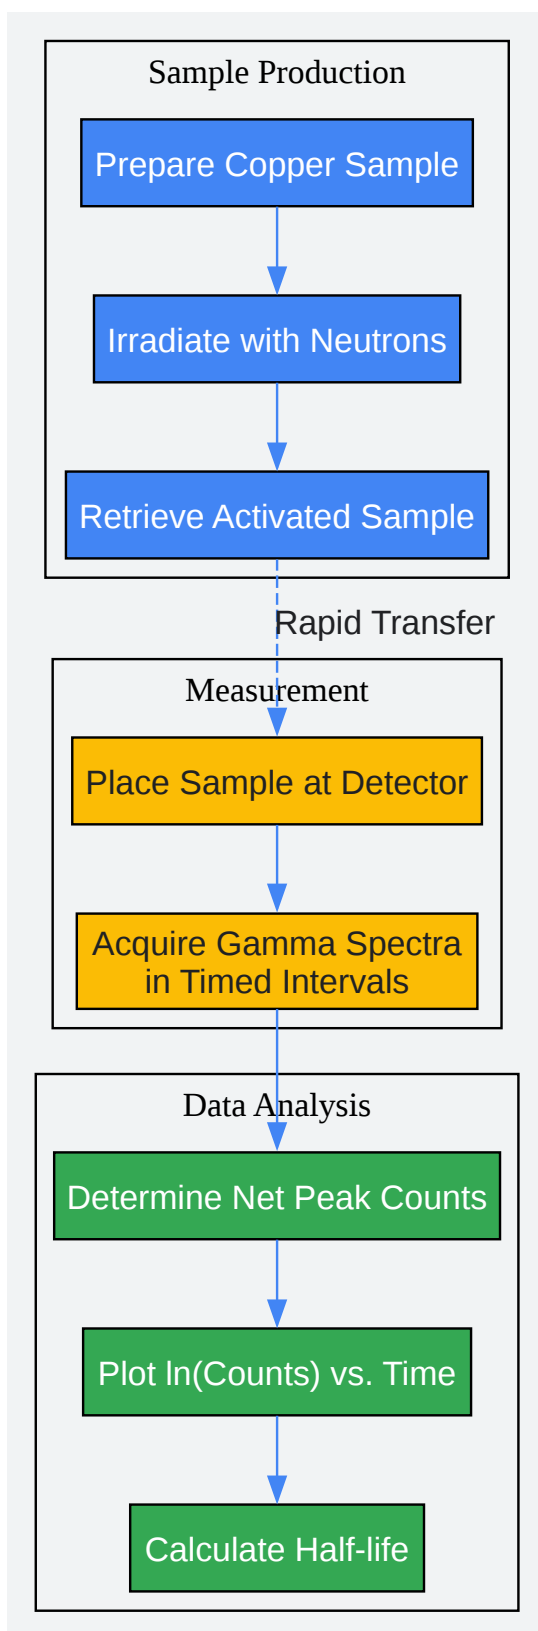 Sample Production
Prepare Copper Sample
Irradiate with Neutrons
Retrieve Activated Sample
Rapid Transfer
Measurement
Place Sample at Detector
Acquire Gamma Spectra
in Timed Intervals
Data Analysis
Determine Net Peak Counts
Plot ln(Counts) vs. Time
Calculate Half-life